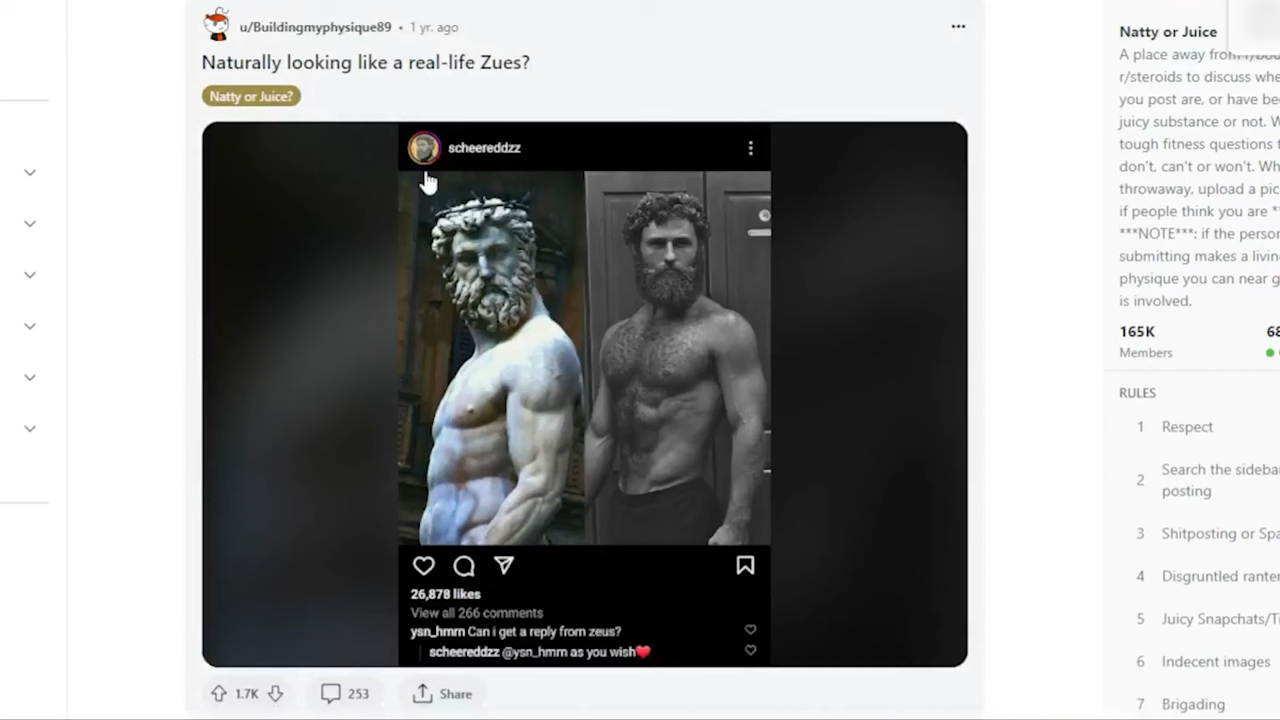 u/Buildingmyphysique89 • 1 yr. ago
Naturally looking like a real-life Zues?
Natty or Juice?
scheereddzz
26,878 likes
View all 266 comments
ysn_hmm Can i get a reply from zeus?
scheereddzz @ysn_hmm as you wish❤️
1.7K
253
Share
Natty or Juice
A place away from
r/steroids to discuss whe
you post are, or have bee
juicy substance or not. W
tough fitness questions t
don't, can't or won't. Wh
throwaway, upload a pic
if people think you are **
***NOTE***: if the person
submitting makes a livin
physique you can near g
is involved.
165K
Members
RULES
1 Respect
2 Search the sideba
posting
3 Shitposting or Spa
4 Disgruntled ranter
5 Juicy Snapchats/Ti
6 Indecent images
7 Brigading